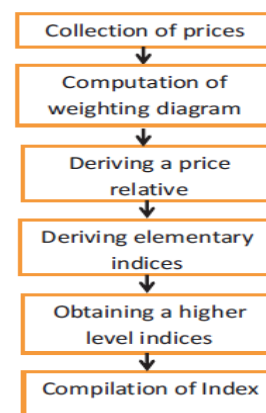 Collection of prices
Computation of
weighting diagram
Deriving a price
relative
Deriving elementary
indices
Obtaining a higher
level indices
Compilation of Index